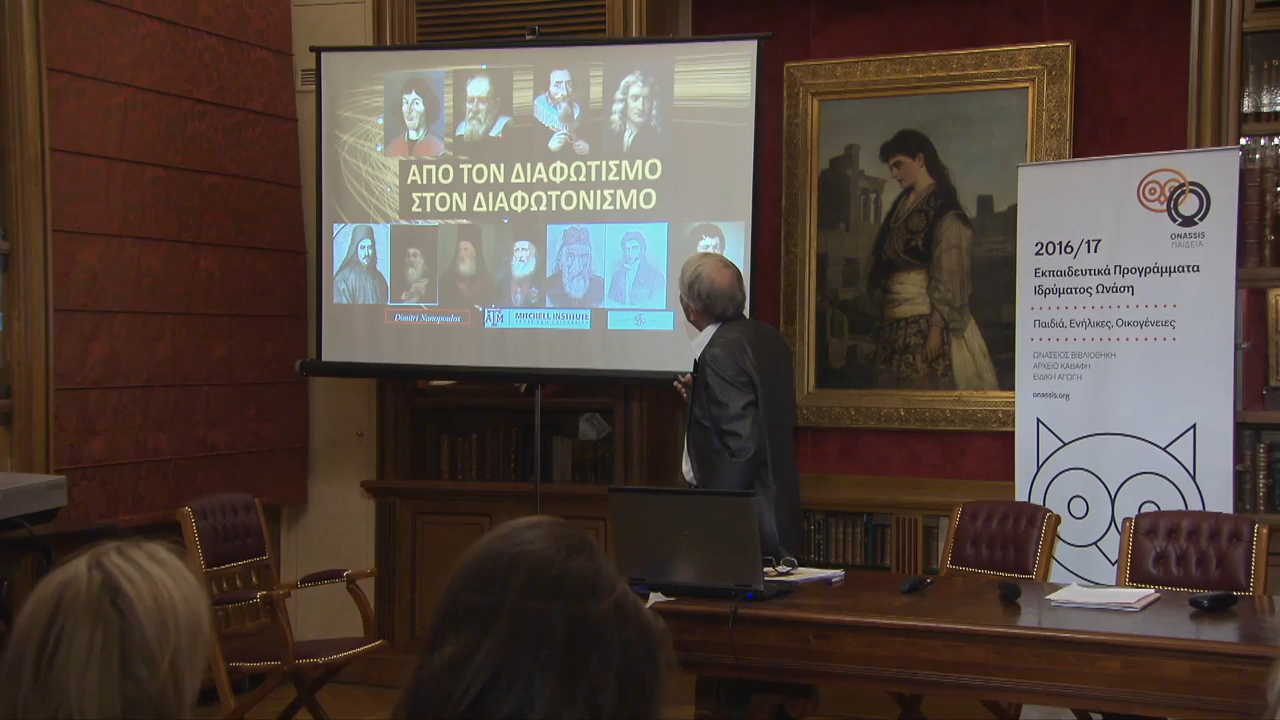 ΑΠΟ ΤΟΝ ΔΙΑΦΩΤΙΣΜΟ
ΣΤΟΝ ΔΙΑΦΩΤΟΝΙΣΜΟ
Dimitri Nanopoulos
ATM
MITCHELL INSTITUTE
ONASSIS
ΠΑΙΔΕΙΑ
2016/17
Εκπαιδευτικά Προγράμματα
Ιδρύματος Ωνάση
Παιδιά, Ενήλικες, Οικογένειες
ΩΝΑΣΕΙΟΣ ΒΙΒΛΙΟΘΗΚΗ
ΑΡΧΕΙΟ ΚΑΒΑΦΗ
ΕΙΔΙΚΗ ΑΓΩΓΗ
onassis.org